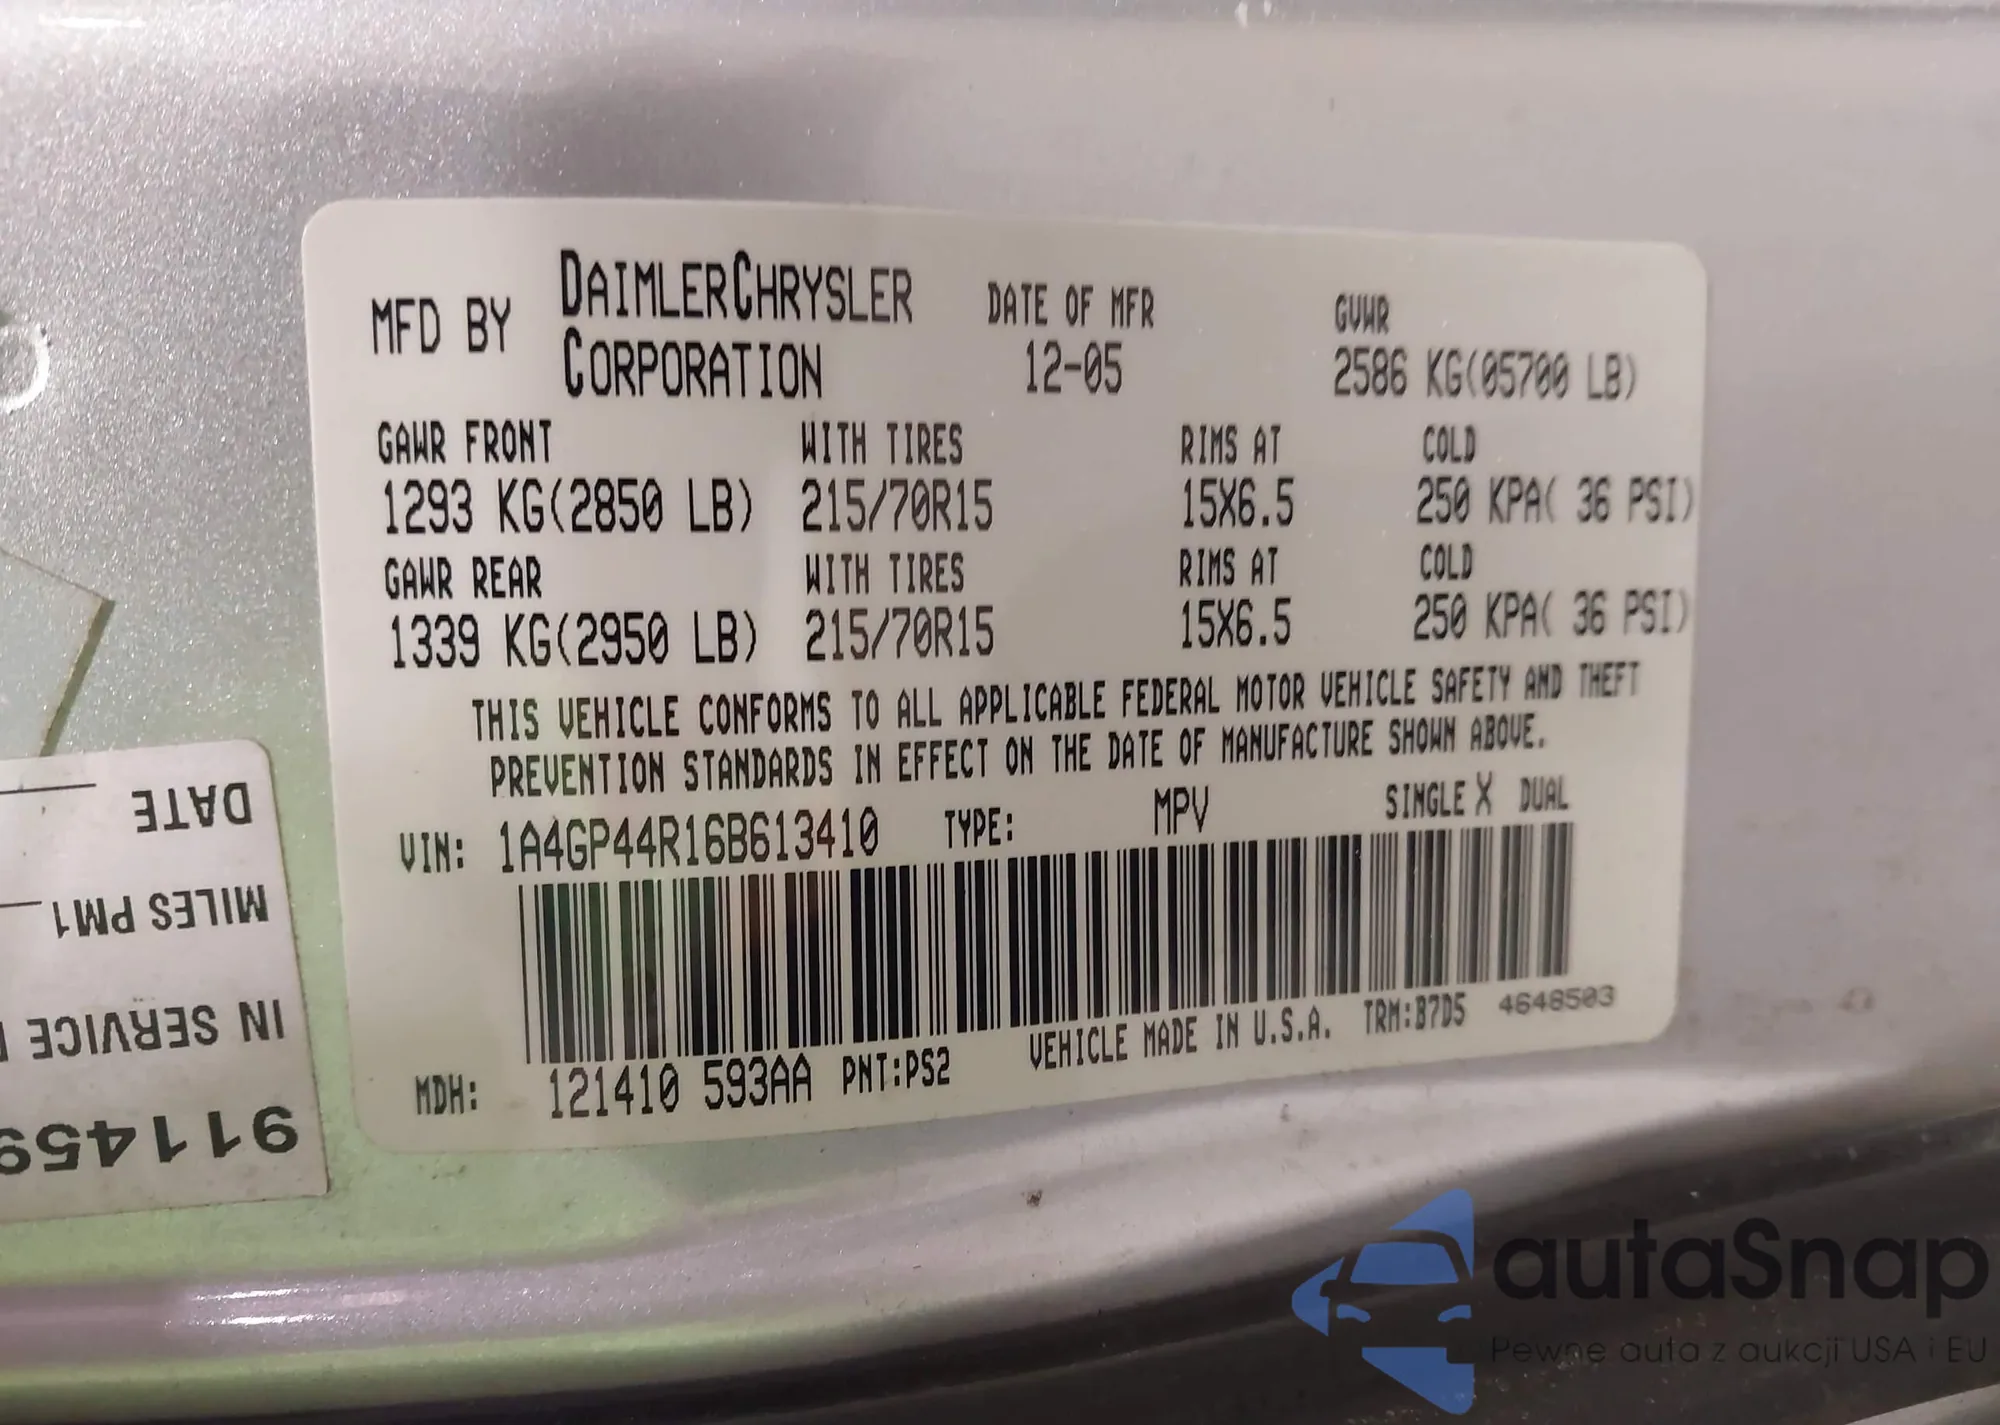 MFD BY DAIMLERCHRYSLER CORPORATION
DATE OF MFR
12-05
GVWR
2586 KG(05700 LB)
GAWR FRONT WITH TIRES RIMS AT COLD
1293 KG(2850 LB) 215/70R15 15X6.5 250 KPA( 36 PSI)
GAWR REAR WITH TIRES RIMS AT COLD
1339 KG(2950 LB) 215/70R15 15X6.5 250 KPA( 36 PSI)
THIS VEHICLE CONFORMS TO ALL APPLICABLE FEDERAL MOTOR VEHICLE SAFETY AND THEFT
PREVENTION STANDARDS IN EFFECT ON THE DATE OF MANUFACTURE SHOWN ABOVE.
VIN: 1A4GP44R16B613410 TYPE: MPV SINGLE X DUAL
MDH: 121410 593AA PNT:PS2 VEHICLE MADE IN U.S.A. TRM:B7D5 4648503
911459
IN SERVICE
MILES PM1
DATE
autaSnap
Pewne auta z aukcji USA i EU